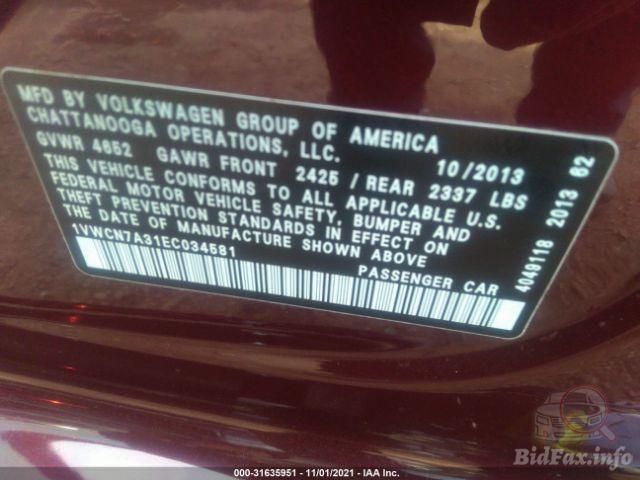 MFD BY VOLKSWAGEN GROUP OF AMERICA
CHATTANOOGA OPERATIONS, LLC.
10/2013
GVWR 4652 GAWR FRONT 2425 / REAR 2337 LBS
THIS VEHICLE CONFORMS TO ALL APPLICABLE U.S.
FEDERAL MOTOR VEHICLE SAFETY, BUMPER AND
THEFT PREVENTION STANDARDS IN EFFECT ON
THE DATE OF MANUFACTURE SHOWN ABOVE
1VWCN7A31EC034581
PASSENGER CAR
4049118 2013 62
000-31635951 - 11/01/2021 - IAA Inc.
BidFax.info